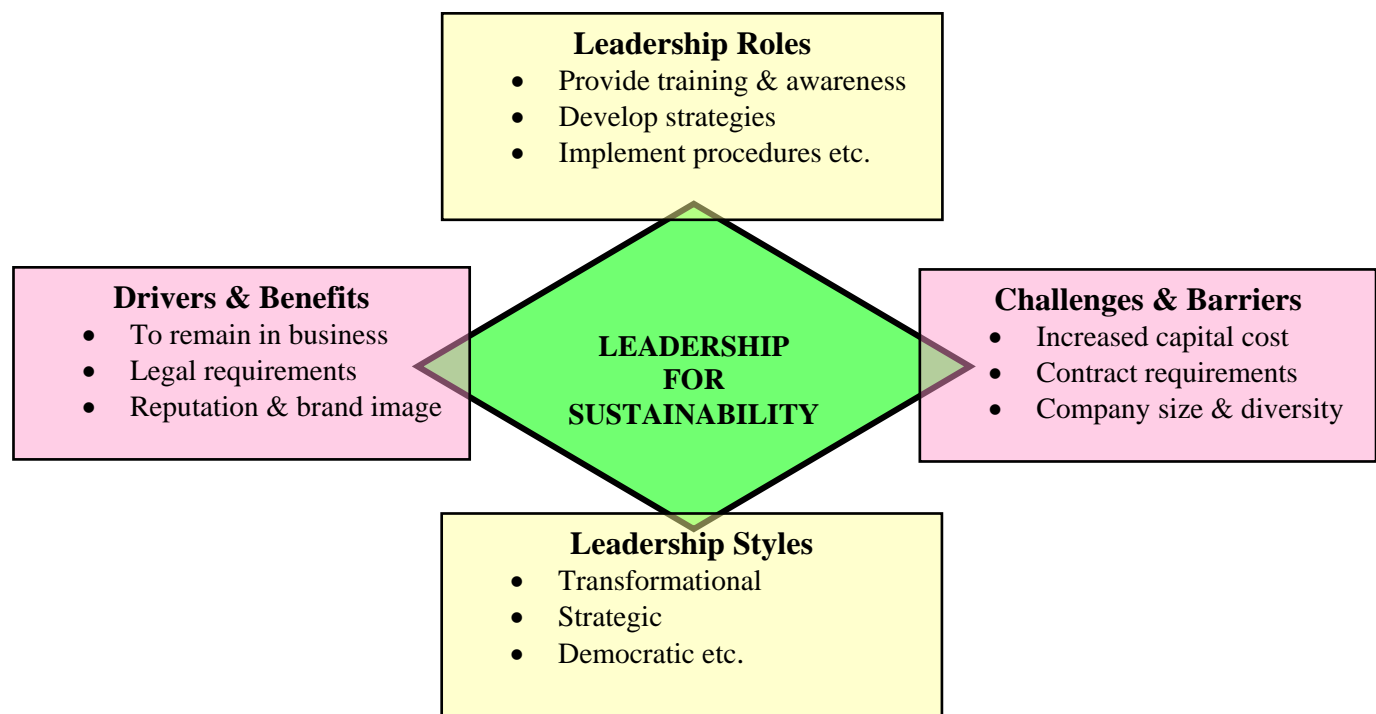 Leadership Roles
• Provide training & awareness
• Develop strategies
• Implement procedures etc.
Drivers & Benefits
• To remain in business
• Legal requirements
• Reputation & brand image
LEADERSHIP
FOR
SUSTAINABILITY
Challenges & Barriers
• Increased capital cost
• Contract requirements
• Company size & diversity
Leadership Styles
• Transformational
• Strategic
• Democratic etc.